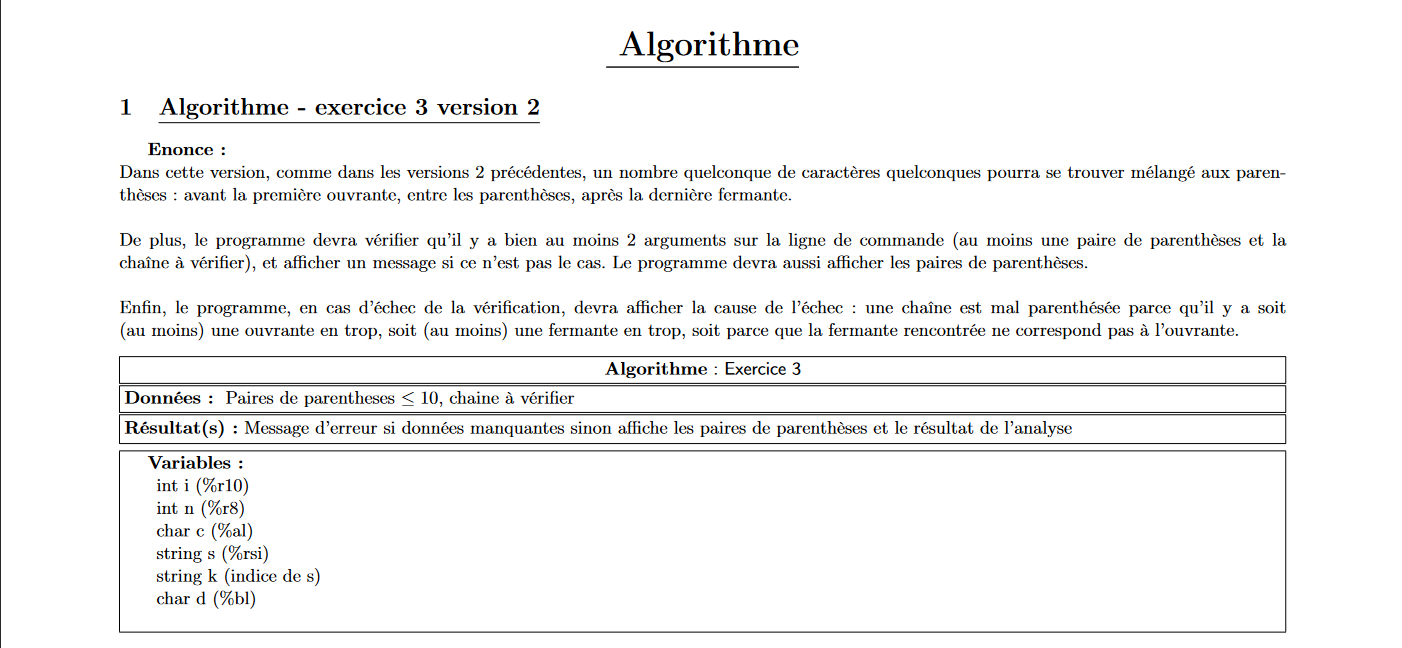 Algorithme
1 Algorithme - exercice 3 version 2
Enonce :
Dans cette version, comme dans les versions 2 précédentes, un nombre quelconque de caractères quelconques pourra se trouver mélangé aux paren-
thèses : avant la première ouvrante, entre les parenthèses, après la dernière fermante.
De plus, le programme devra vérifier qu'il y a bien au moins 2 arguments sur la ligne de commande (au moins une paire de parenthèses et la
chaîne à vérifier), et afficher un message si ce n'est pas le cas. Le programme devra aussi afficher les paires de parenthèses.
Enfin, le programme, en cas d'échec de la vérification, devra afficher la cause de l'échec : une chaîne est mal parenthésée parce qu'il y a soit
(au moins) une ouvrante en trop, soit (au moins) une fermante en trop, soit parce que la fermante rencontrée ne correspond pas à l'ouvrante.
Algorithme : Exercice 3
Données : Paires de parentheses ≤ 10, chaine à vérifier
Résultat(s) : Message d'erreur si données manquantes sinon affiche les paires de parenthèses et le résultat de l'analyse
Variables :
int i (%r10)
int n (%r8)
char c (%al)
string s (%rsi)
string k (indice de s)
char d (%bl)